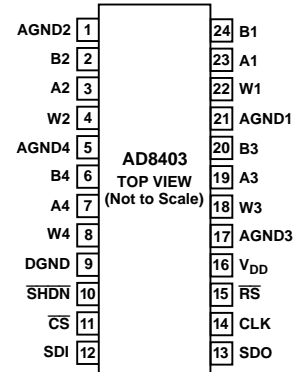 AGND2 1 24 B1
B2 2 23 A1
A2 3 22 W1
W2 4 21 AGND1
AGND4 5 20 B3
B4 6 19 A3
A4 7 18 W3
W4 8 17 AGND3
DGND 9 16 VDD
SHDN 10 15 RS
CS 11 14 CLK
SDI 12 13 SDO
AD8403
TOP VIEW
(Not to Scale)